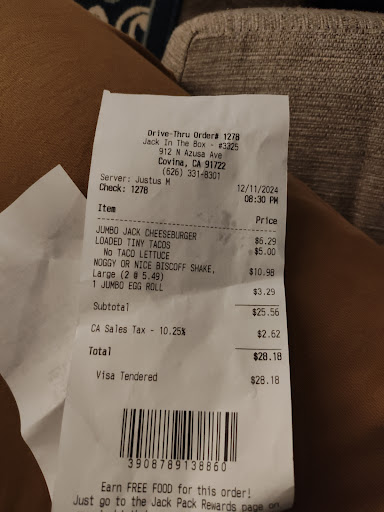 Drive-Thru Order# 1278
Jack In The Box - #3325
912 N Azusa Ave
Covina, CA 91722
(626) 331-8301
Server: Justus M 12/11/2024
Check: 1278 08:30 PM
Item Price
JUMBO JACK CHEESEBURGER $6.29
LOADED TINY TACOS $5.00
No TACO LETTUCE
NOGGY OR NICE BISCOFF SHAKE, $10.98
Large (2 @ 5.49)
1 JUMBO EGG ROLL $3.29
Subtotal $25.56
CA Sales Tax - 10.25% $2.62
Total $28.18
Visa Tendered $28.18
3908789138860
Earn FREE FOOD for this order!
Just go to the Jack Pack Rewards page on